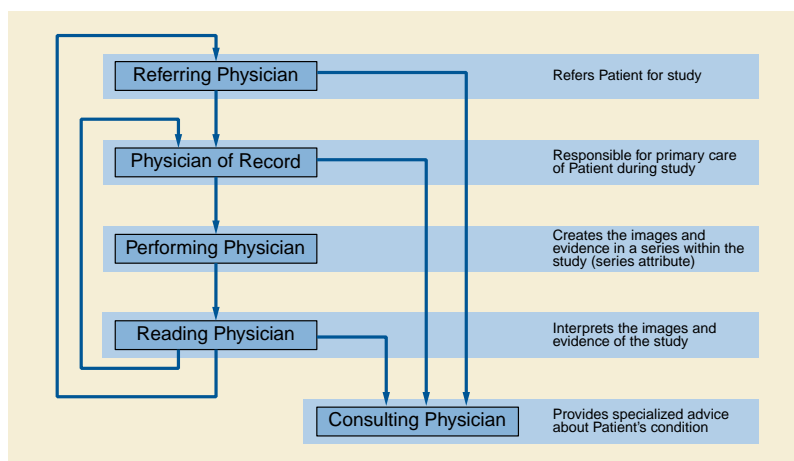 Referring Physician
Refers Patient for study
Physician of Record
Responsible for primary care
of Patient during study
Performing Physician
Creates the images and
evidence in a series within the
study (series attribute)
Reading Physician
Interprets the images and
evidence of the study
Consulting Physician
Provides specialized advice
about Patient's condition